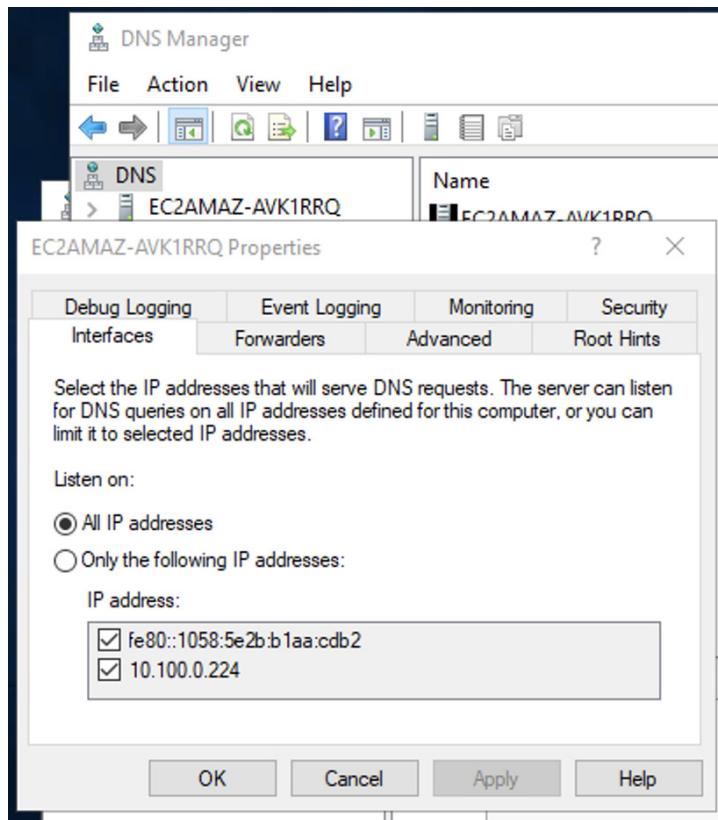 DNS Manager
File Action View Help
DNS
EC2AMAZ-AVK1RRQ
Name
EC2AMAZ-AVK1RRQ
EC2AMAZ-AVK1RRQ Properties
?
Debug Logging Event Logging Monitoring Security
Interfaces Forwarders Advanced Root Hints
Select the IP addresses that will serve DNS requests. The server can listen
for DNS queries on all IP addresses defined for this computer, or you can
limit it to selected IP addresses.
Listen on:
All IP addresses
Only the following IP addresses:
IP address:
fe80::1058:5e2b:b1aa:cdb2
10.100.0.224
OK Cancel Apply Help